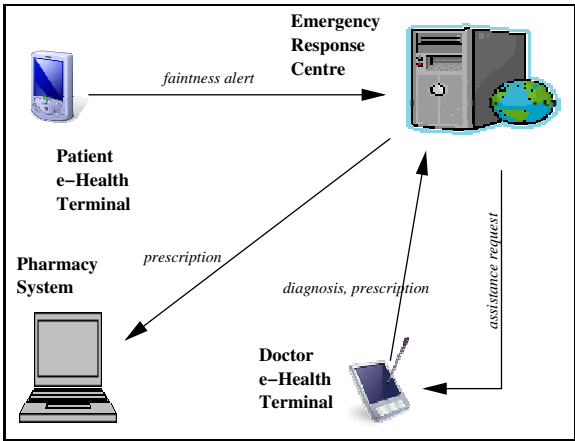 Emergency
Response
Centre
faintness alert
Patient
e−Health
Terminal
prescription
Pharmacy
System
diagnosis, prescription
assistance request
Doctor
e−Health
Terminal